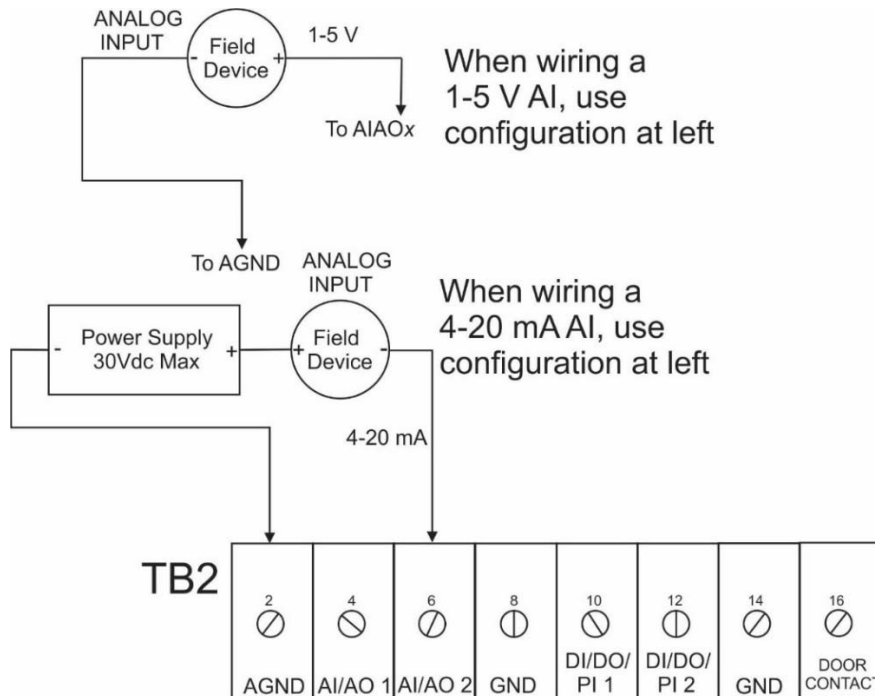 ANALOG
INPUT
-
Field
Device
+
1-5 V
To AIAOx
When wiring a
1-5 V AI, use
configuration at left
To AGND
ANALOG
INPUT
-
Power Supply
30Vdc Max
+
+
Field
Device
-
When wiring a
4-20 mA AI, use
configuration at left
4-20 mA
TB2
2
4
6
8
10
12
14
16
AGND
AI/AO 1
AI/AO 2
GND
DI/DO/
PI 1
DI/DO/
PI 2
GND
DOOR
CONTACT